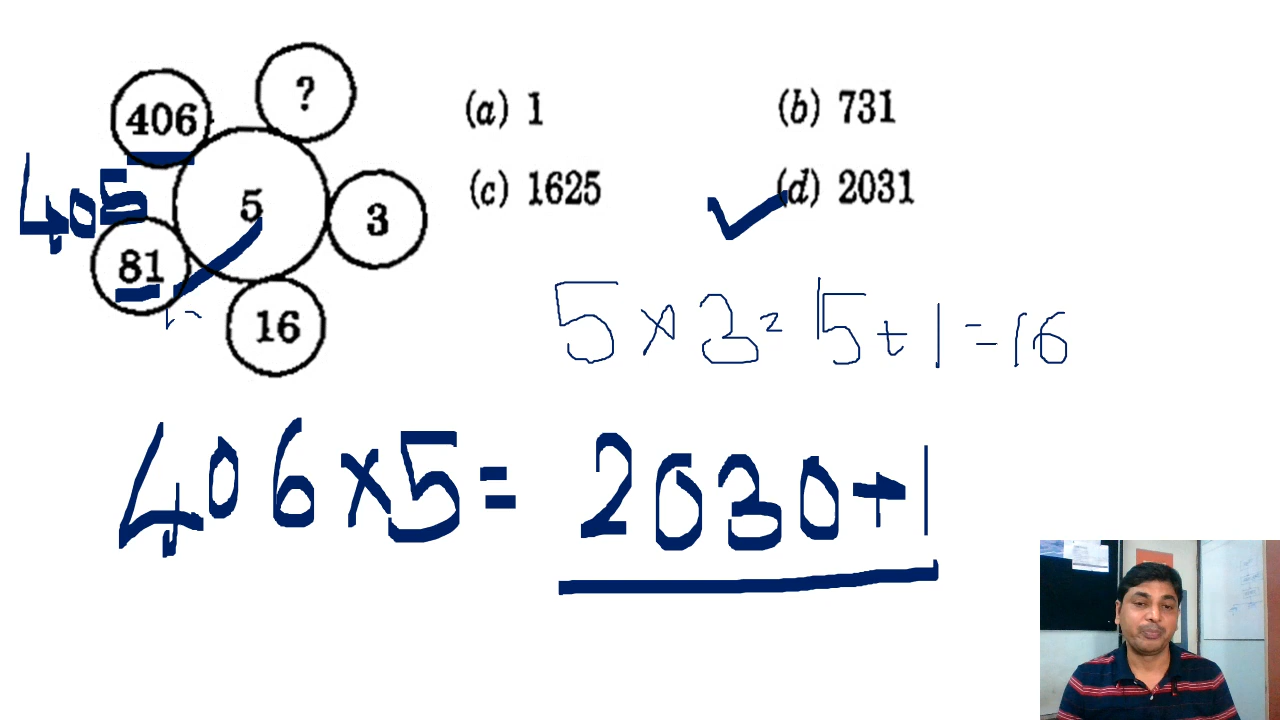 ?
406
(a) 1
(b) 731
405
5
3
(c) 1625
(d) 2031
81
16
5 x 3 = 15 + 1 = 16
406 x 5 = 2030 + 1